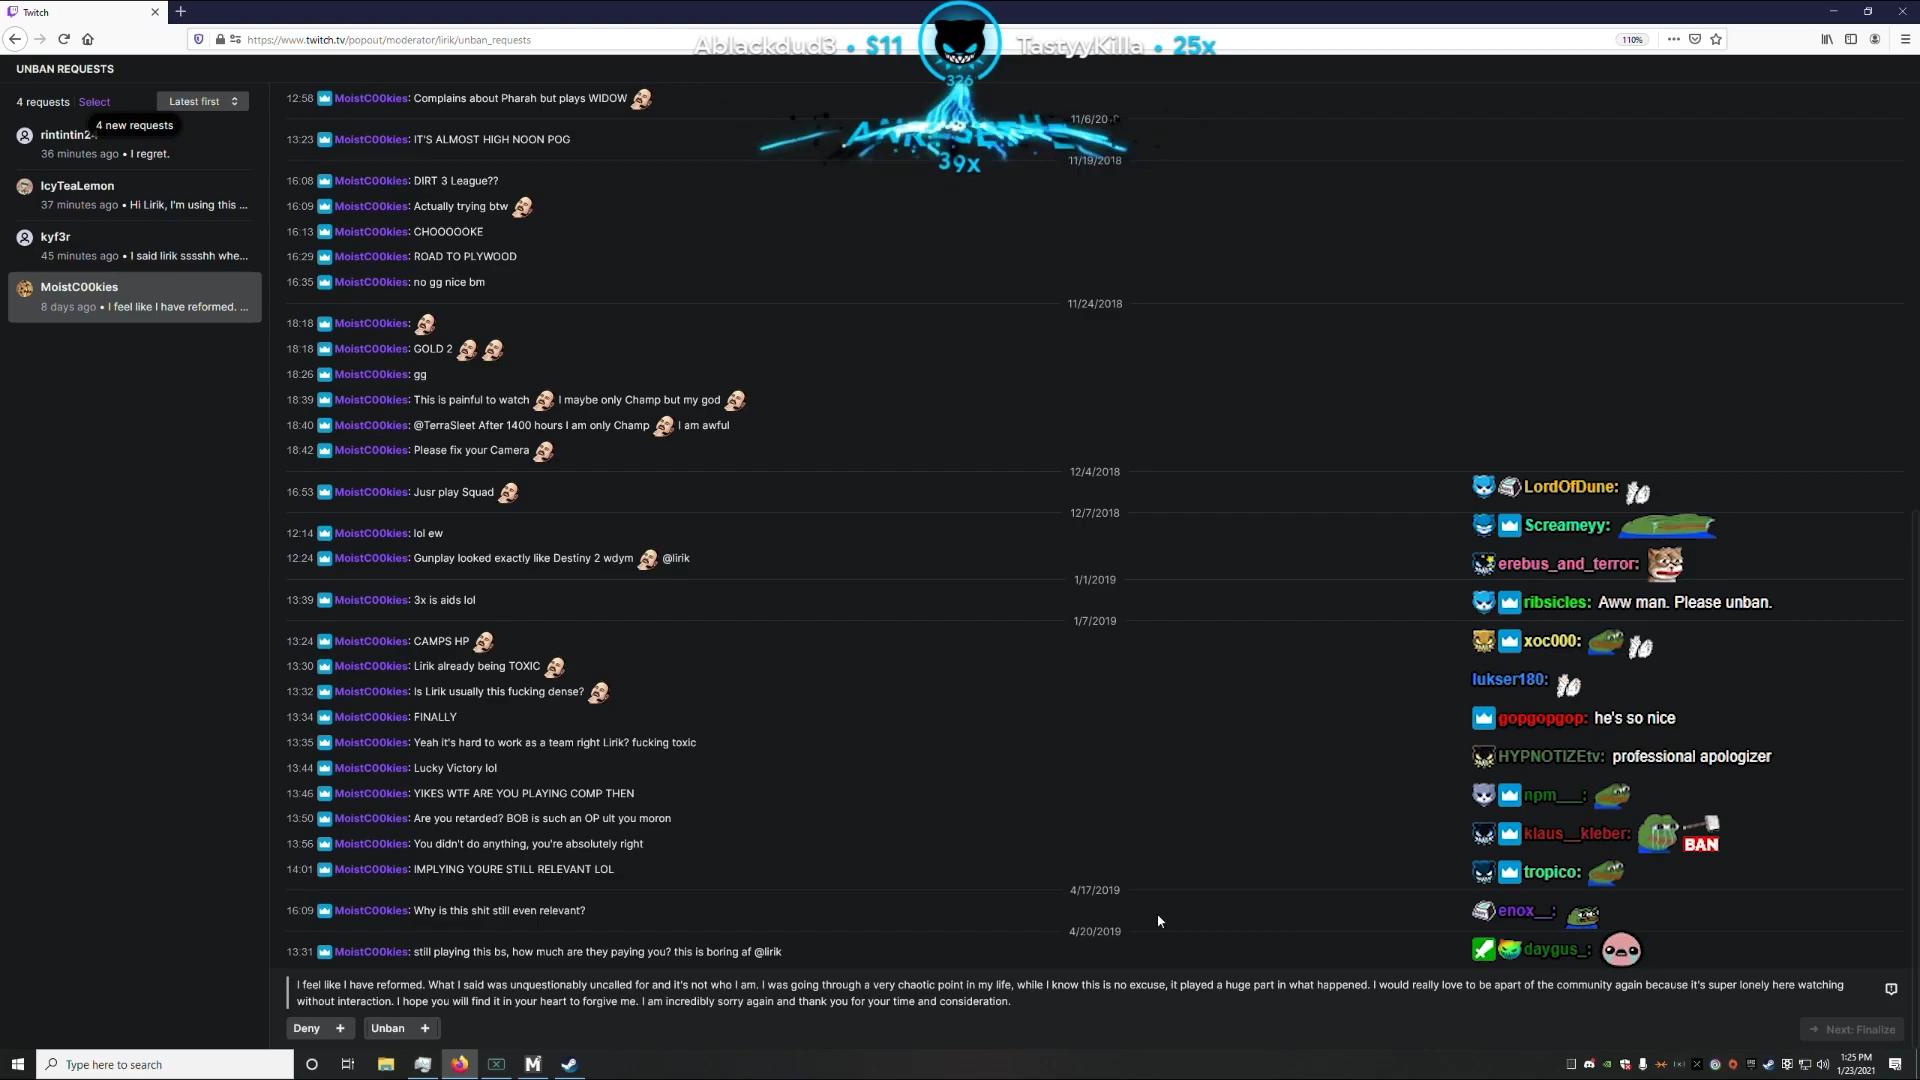 Twitch
https://www.twitch.tv/popout/moderator/lirik/unban_requests
110%
Ablackdud3 • $11
TastyyKilla • 25x
326
39x
UNBAN REQUESTS
4 requests Select
Latest first
4 new requests
rintintin2
36 minutes ago • I regret.
IcyTeaLemon
37 minutes ago • Hi Lirik, I'm using this ...
kyf3r
45 minutes ago • I said lirik sssshh whe...
MoistC00kies
8 days ago • I feel like I have reformed. ...
12:58 MoistC00kies: Complains about Pharah but plays WIDOW
11/6/2018
13:23 MoistC00kies: IT'S ALMOST HIGH NOON POG
11/19/2018
16:08 MoistC00kies: DIRT 3 League??
16:09 MoistC00kies: Actually trying btw
16:13 MoistC00kies: CHOOOOOKE
16:29 MoistC00kies: ROAD TO PLYWOOD
16:35 MoistC00kies: no gg nice bm
11/24/2018
18:18 MoistC00kies:
18:18 MoistC00kies: GOLD 2
18:26 MoistC00kies: gg
18:39 MoistC00kies: This is painful to watch I maybe only Champ but my god
18:40 MoistC00kies: @TerraSleet After 1400 hours I am only Champ I am awful
18:42 MoistC00kies: Please fix your Camera
12/4/2018
16:53 MoistC00kies: Jusr play Squad
12/7/2018
12:14 MoistC00kies: lol ew
12:24 MoistC00kies: Gunplay looked exactly like Destiny 2 wdym @lirik
1/1/2019
13:39 MoistC00kies: 3x is aids lol
1/7/2019
13:24 MoistC00kies: CAMPS HP
13:30 MoistC00kies: Lirik already being TOXIC
13:32 MoistC00kies: Is Lirik usually this fucking dense?
13:34 MoistC00kies: FINALLY
13:35 MoistC00kies: Yeah it's hard to work as a team right Lirik? fucking toxic
13:44 MoistC00kies: Lucky Victory lol
13:46 MoistC00kies: YIKES WTF ARE YOU PLAYING COMP THEN
13:50 MoistC00kies: Are you retarded? BOB is such an OP ult you moron
13:56 MoistC00kies: You didn't do anything, you're absolutely right
14:01 MoistC00kies: IMPLYING YOURE STILL RELEVANT LOL
4/17/2019
16:09 MoistC00kies: Why is this shit still even relevant?
4/20/2019
13:31 MoistC00kies: still playing this bs, how much are they paying you? this is boring af @lirik
I feel like I have reformed. What I said was unquestionably uncalled for and it's not who I am. I was going through a very chaotic point in my life, while I know this is no excuse, it played a huge part in what happened. I would really love to be apart of the community again because it's super lonely here watching
without interaction. I hope you will find it in your heart to forgive me. I am incredibly sorry again and thank you for your time and consideration.
Deny + Unban +
Next: Finalize
LordOfDune:
Screameyy:
erebus_and_terror:
ribsicles: Aww man. Please unban.
xoc000:
lukser180:
gopgopgop: he's so nice
HYPNOTIZEtv: professional apologizer
npm___:
klaus__kleber: BAN
tropico:
enox__:
daygus_:
Type here to search
1:25 PM
1/23/2021